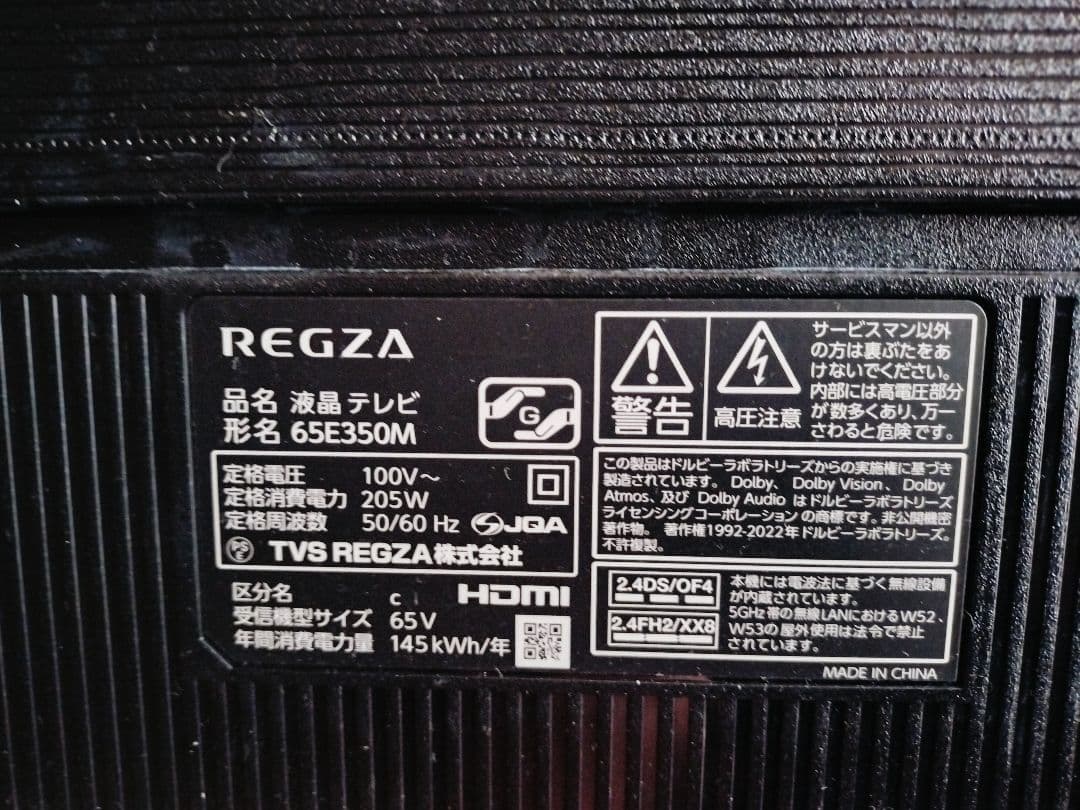 REGZA
品名 液晶テレビ
形名 65E350M
G
定格電圧 100V～
定格消費電力 205W
定格周波数 50/60 Hz JQA
PSE TVS REGZA株式会社
区分名 c HDMI
受信機型サイズ 65V
年間消費電力量 145kWh/年
警告
高圧注意
サービスマン以外
の方は裏ぶたをあ
けないでください。
内部には高電圧部分
が数多くあり、万一
さわると危険です。
この製品はドルビーラボラトリーズからの実施権に基づき
製造されています。 Dolby、 Dolby Vision、 Dolby
Atmos、及び Dolby Audio はドルビーラボラトリーズ
ライセンシングコーポレーションの商標です。非公開機密
著作物。 著作権1992-2022年ドルビーラボラトリーズ。
不許複製。
2.4DS/OF4
2.4FH2/XX8
本機には電波法に基づく無線設備
が内蔵されています。
5GHz帯の無線LANにおけるW52、
W53の屋外使用は法令で禁止
されています。
MADE IN CHINA